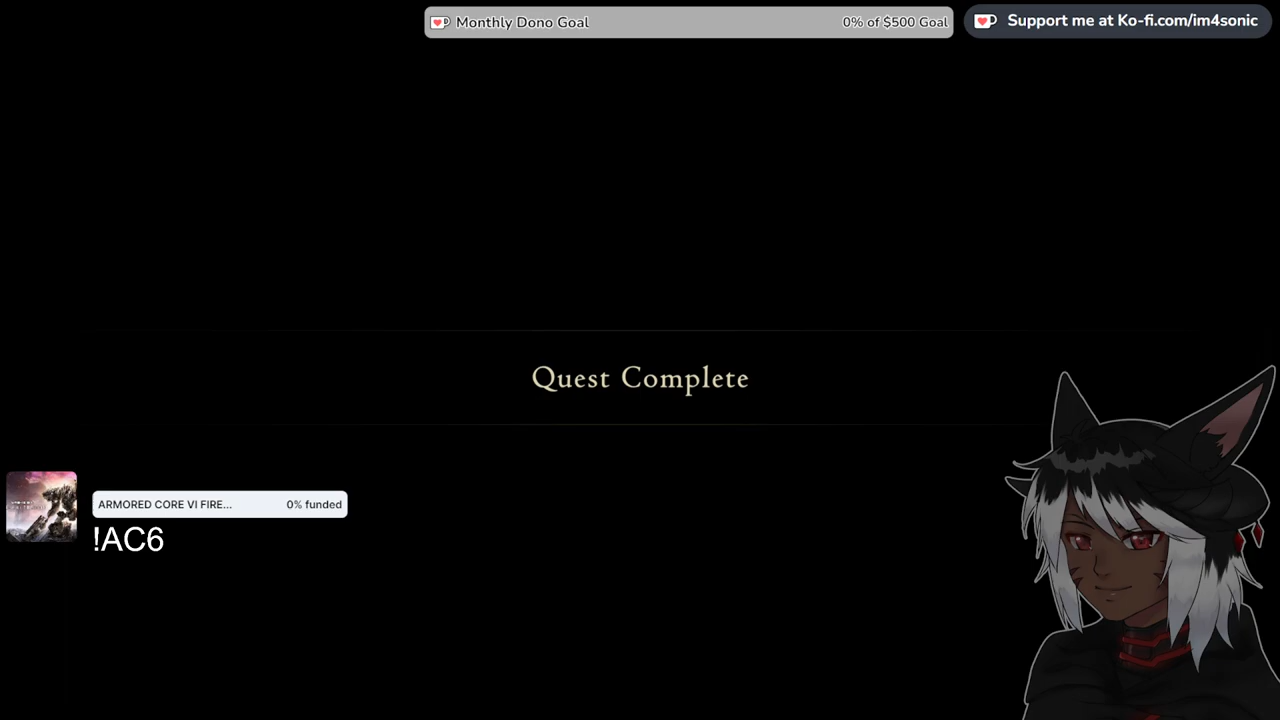 Monthly Dono Goal
0% of $500 Goal
Support me at Ko-fi.com/im4sonic
Quest Complete
ARMORED CORE VI FIRE...
0% funded
!AC6